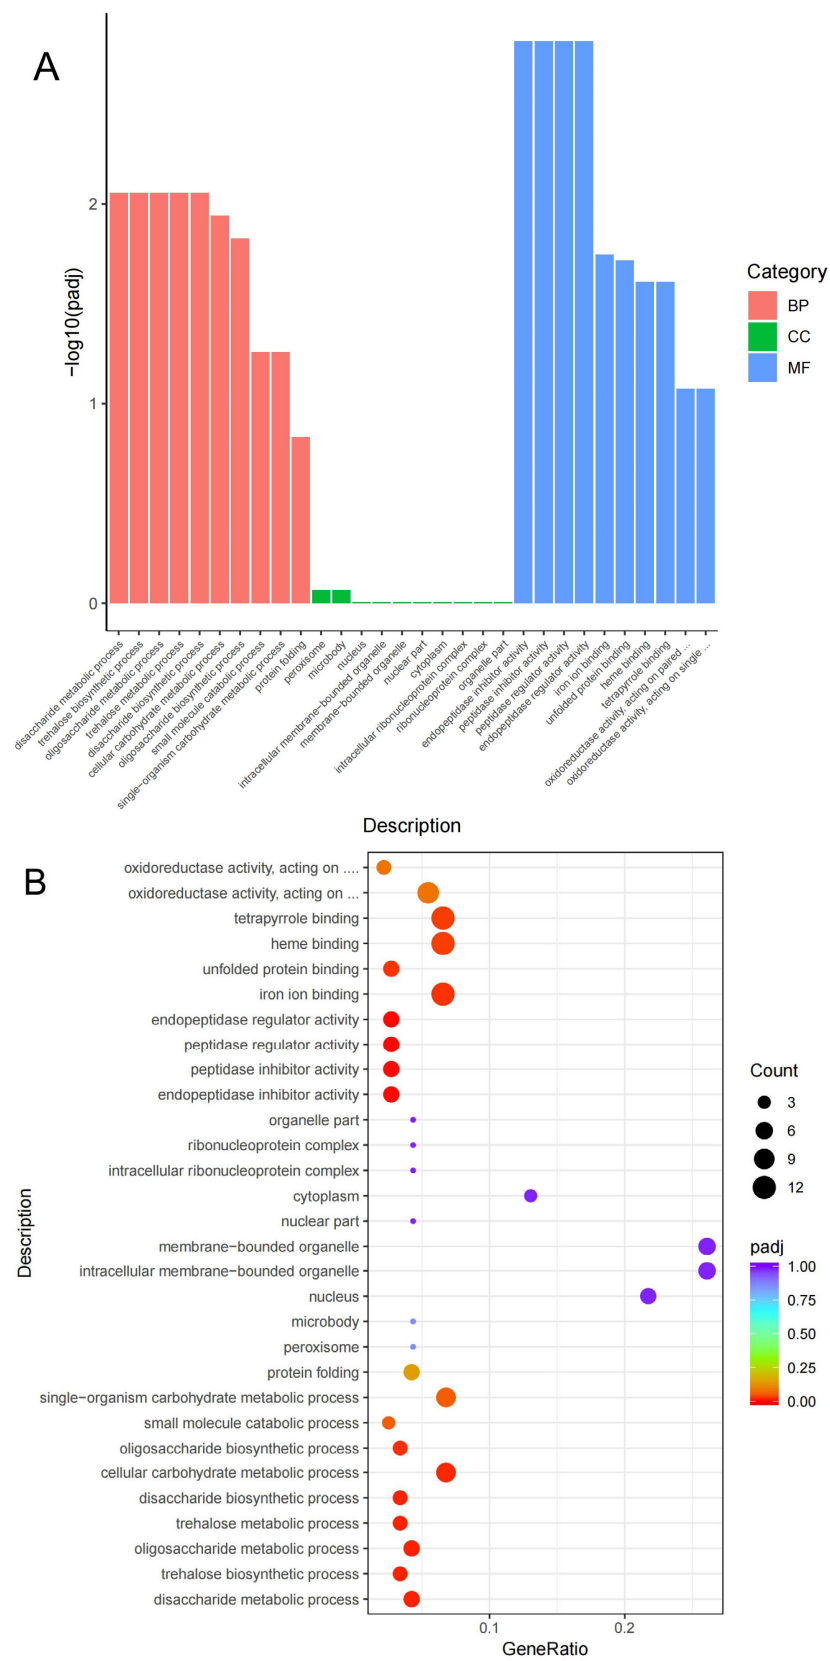 A
−log10(padj)
2
1
0
Category
BP
CC
MF
disaccharide metabolic process
trehalose biosynthetic process
oligosaccharide metabolic process
trehalose metabolic process
disaccharide biosynthetic process
cellular carbohydrate metabolic process
oligosaccharide biosynthetic process
small molecule catabolic process
single−organism carbohydrate metabolic process
protein folding
peroxisome
microbody
nucleus
intracellular membrane−bounded organelle
membrane−bounded organelle
nuclear part
cytoplasm
intracellular ribonucleoprotein complex
ribonucleoprotein complex
organelle part
endopeptidase inhibitor activity
peptidase inhibitor activity
peptidase regulator activity
endopeptidase regulator activity
iron ion binding
unfolded protein binding
heme binding
tetrapyrrole binding
oxidoreductase activity, acting on paired ...
oxidoreductase activity, acting on single ...
Description
B
Description
oxidoreductase activity, acting on ....
oxidoreductase activity, acting on ...
tetrapyrrole binding
heme binding
unfolded protein binding
iron ion binding
endopeptidase regulator activity
peptidase regulator activity
peptidase inhibitor activity
endopeptidase inhibitor activity
organelle part
ribonucleoprotein complex
intracellular ribonucleoprotein complex
cytoplasm
nuclear part
membrane−bounded organelle
intracellular membrane−bounded organelle
nucleus
microbody
peroxisome
protein folding
single−organism carbohydrate metabolic process
small molecule catabolic process
oligosaccharide biosynthetic process
cellular carbohydrate metabolic process
disaccharide biosynthetic process
trehalose metabolic process
oligosaccharide metabolic process
trehalose biosynthetic process
disaccharide metabolic process
0.1
0.2
GeneRatio
Count
3
6
9
12
padj
1.00
0.75
0.50
0.25
0.00